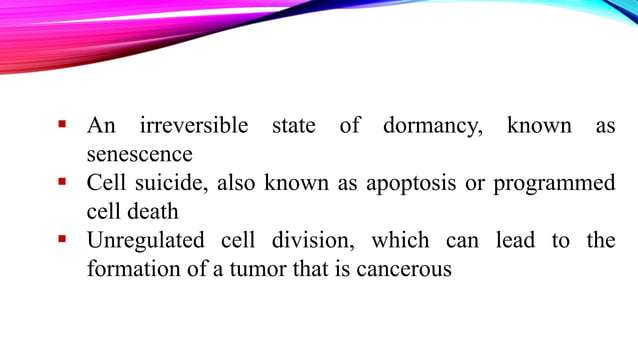 ▪ An irreversible state of dormancy, known as
senescence
▪ Cell suicide, also known as apoptosis or programmed
cell death
▪ Unregulated cell division, which can lead to the
formation of a tumor that is cancerous